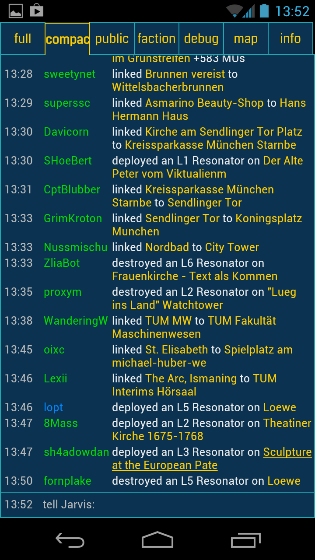 13:52
full compac public faction debug map info
im Grünstreifen +583 MUs
13:28 sweetynet linked Brunnen vereist to
Wittelsbacherbrunnen
13:29 superssc linked Asmarino Beauty-Shop to Hans
Hermann Haus
13:30 Davicorn linked Kirche am Sendlinger Tor Platz
to Kreissparkasse München Starnbe
13:30 SHoeBert deployed an L1 Resonator on Der Alte
Peter vom Viktualienm
13:31 CptBlubber linked Kreissparkasse München
Starnbe to Sendlinger Tor
13:33 GrimKroton linked Sendlinger Tor to Koningsplatz
Munchen
13:33 Nussmischu linked Nordbad to City Tower
13:33 ZliaBot destroyed an L6 Resonator on
Frauenkirche - Text als Kommen
13:35 proxym destroyed an L2 Resonator on "Lueg
ins Land" Watchtower
13:38 WanderingW linked TUM MW to TUM Fakultät
Maschinenwesen
13:45 oixc linked St. Elisabeth to Spielplatz am
michael-huber-we
13:46 Lexii linked The Arc, Ismaning to TUM
Interims Hörsaal
13:46 lopt deployed an L5 Resonator on Loewe
13:47 8Mass deployed an L2 Resonator on Theatiner
Kirche 1675-1768
13:47 sh4adowdan deployed an L3 Resonator on Sculpture
at the European Pate
13:50 fornplake destroyed an L5 Resonator on Loewe
13:52 tell Jarvis: